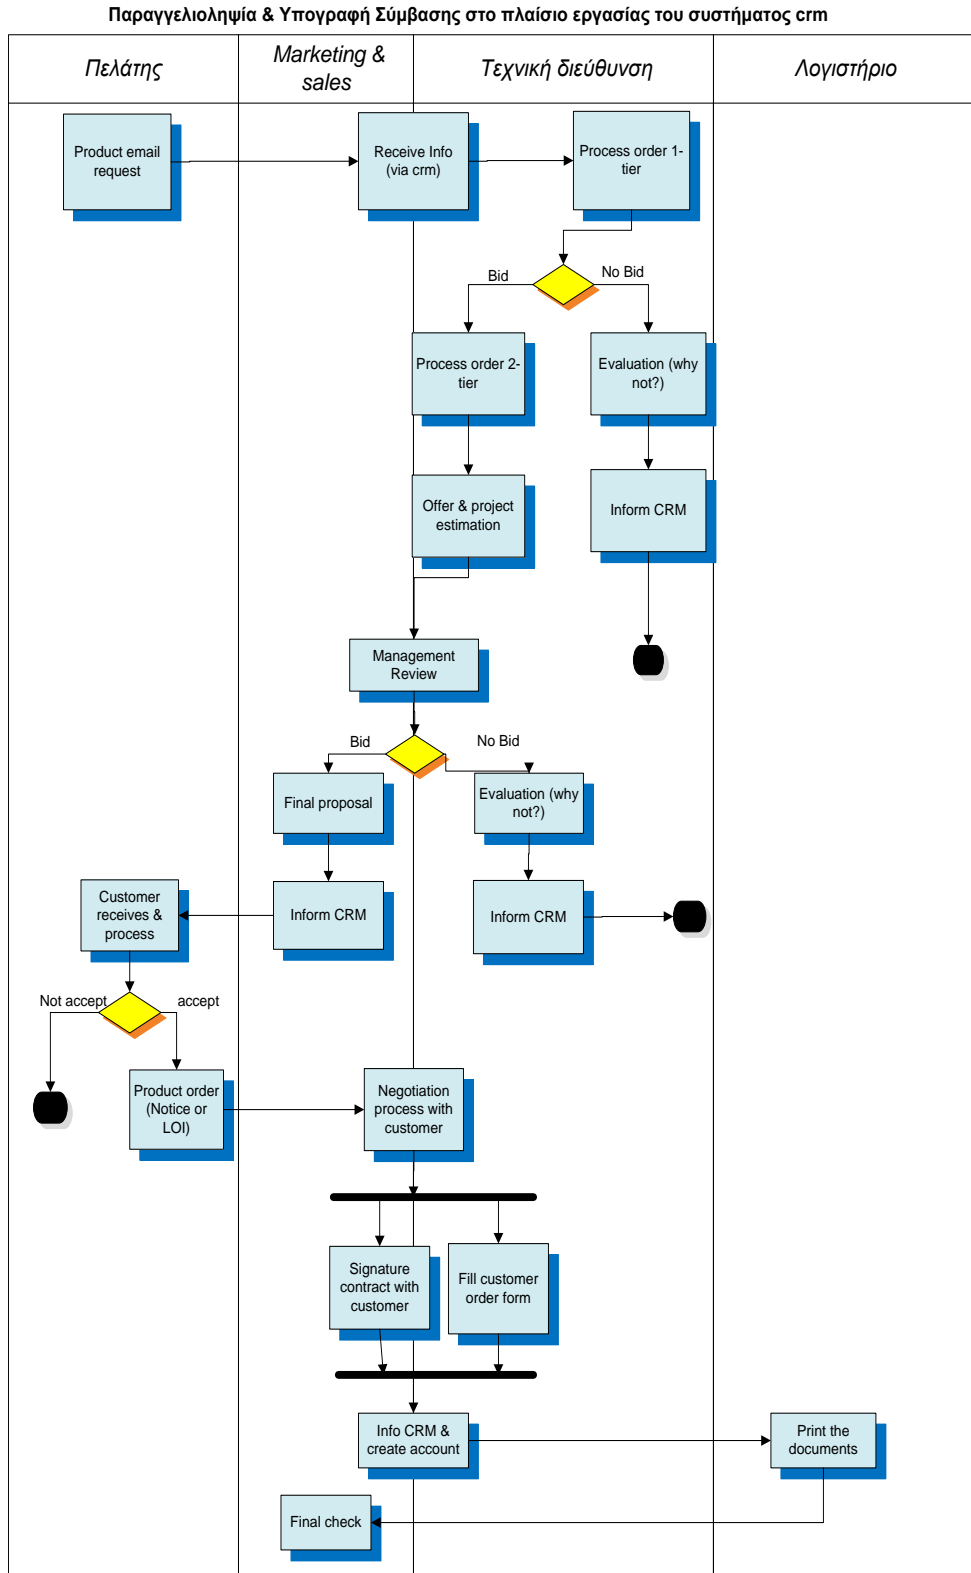 Παραγγελιοληψία & Υπογραφή Σύμβασης στο πλαίσιο εργασίας του συστήματος crm
Πελάτης
Marketing &
sales
Τεχνική διεύθυνση
Λογιστήριο
Product email
request
Receive Info
(via crm)
Process order 1-
tier
Bid
No Bid
Process order 2-
tier
Evaluation (why
not?)
Offer & project
estimation
Inform CRM
Management
Review
Bid
No Bid
Final proposal
Evaluation (why
not?)
Customer
receives &
process
Inform CRM
Inform CRM
Not accept
accept
Product order
(Notice or
LOI)
Negotiation
process with
customer
Signature
contract with
customer
Fill customer
order form
Info CRM &
create account
Print the
documents
Final check